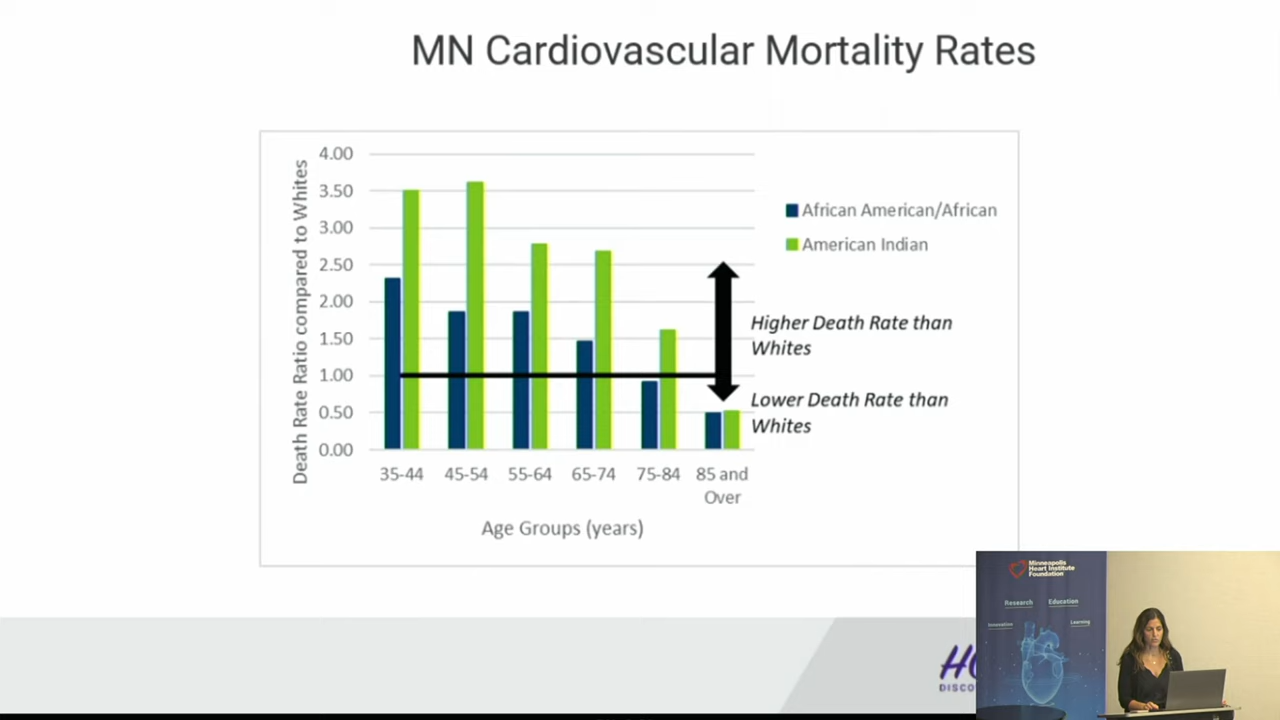 MN Cardiovascular Mortality Rates
Death Rate Ratio compared to Whites
4.00
3.50
3.00
2.50
2.00
1.50
1.00
0.50
0.00
35-44 45-54 55-64 65-74 75-84 85 and
Over
Age Groups (years)
African American/African
American Indian
Higher Death Rate than
Whites
Lower Death Rate than
Whites
Minneapolis
Heart Institute
Foundation
Research Education
Innovation Learning